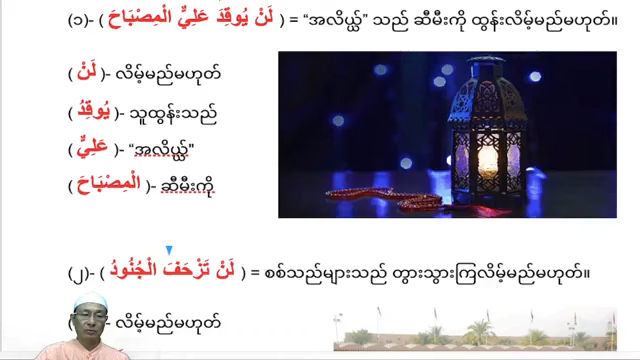 (၁)- ( لَنْ يُوقِدَ عَلِيٌّ الْمِصْبَاحَ ) = “အလိယ္ယ်” သည် ဆီမီးကို ထွန်းလိမ့်မည်မဟုတ်။
( لَنْ )- လိမ့်မည်မဟုတ်
( يُوقِدُ )- သူထွန်းသည်
( عَلِيٌّ )- “အလိယ္ယ်"
( الْمِصْبَاحَ )- ဆီမီးကို
(၂)- ( لَنْ تَزْحَفَ الْجُنُودُ ) = စစ်သည်များသည် တွားသွားကြလိမ့်မည်မဟုတ်။
- လိမ့်မည်မဟုတ်